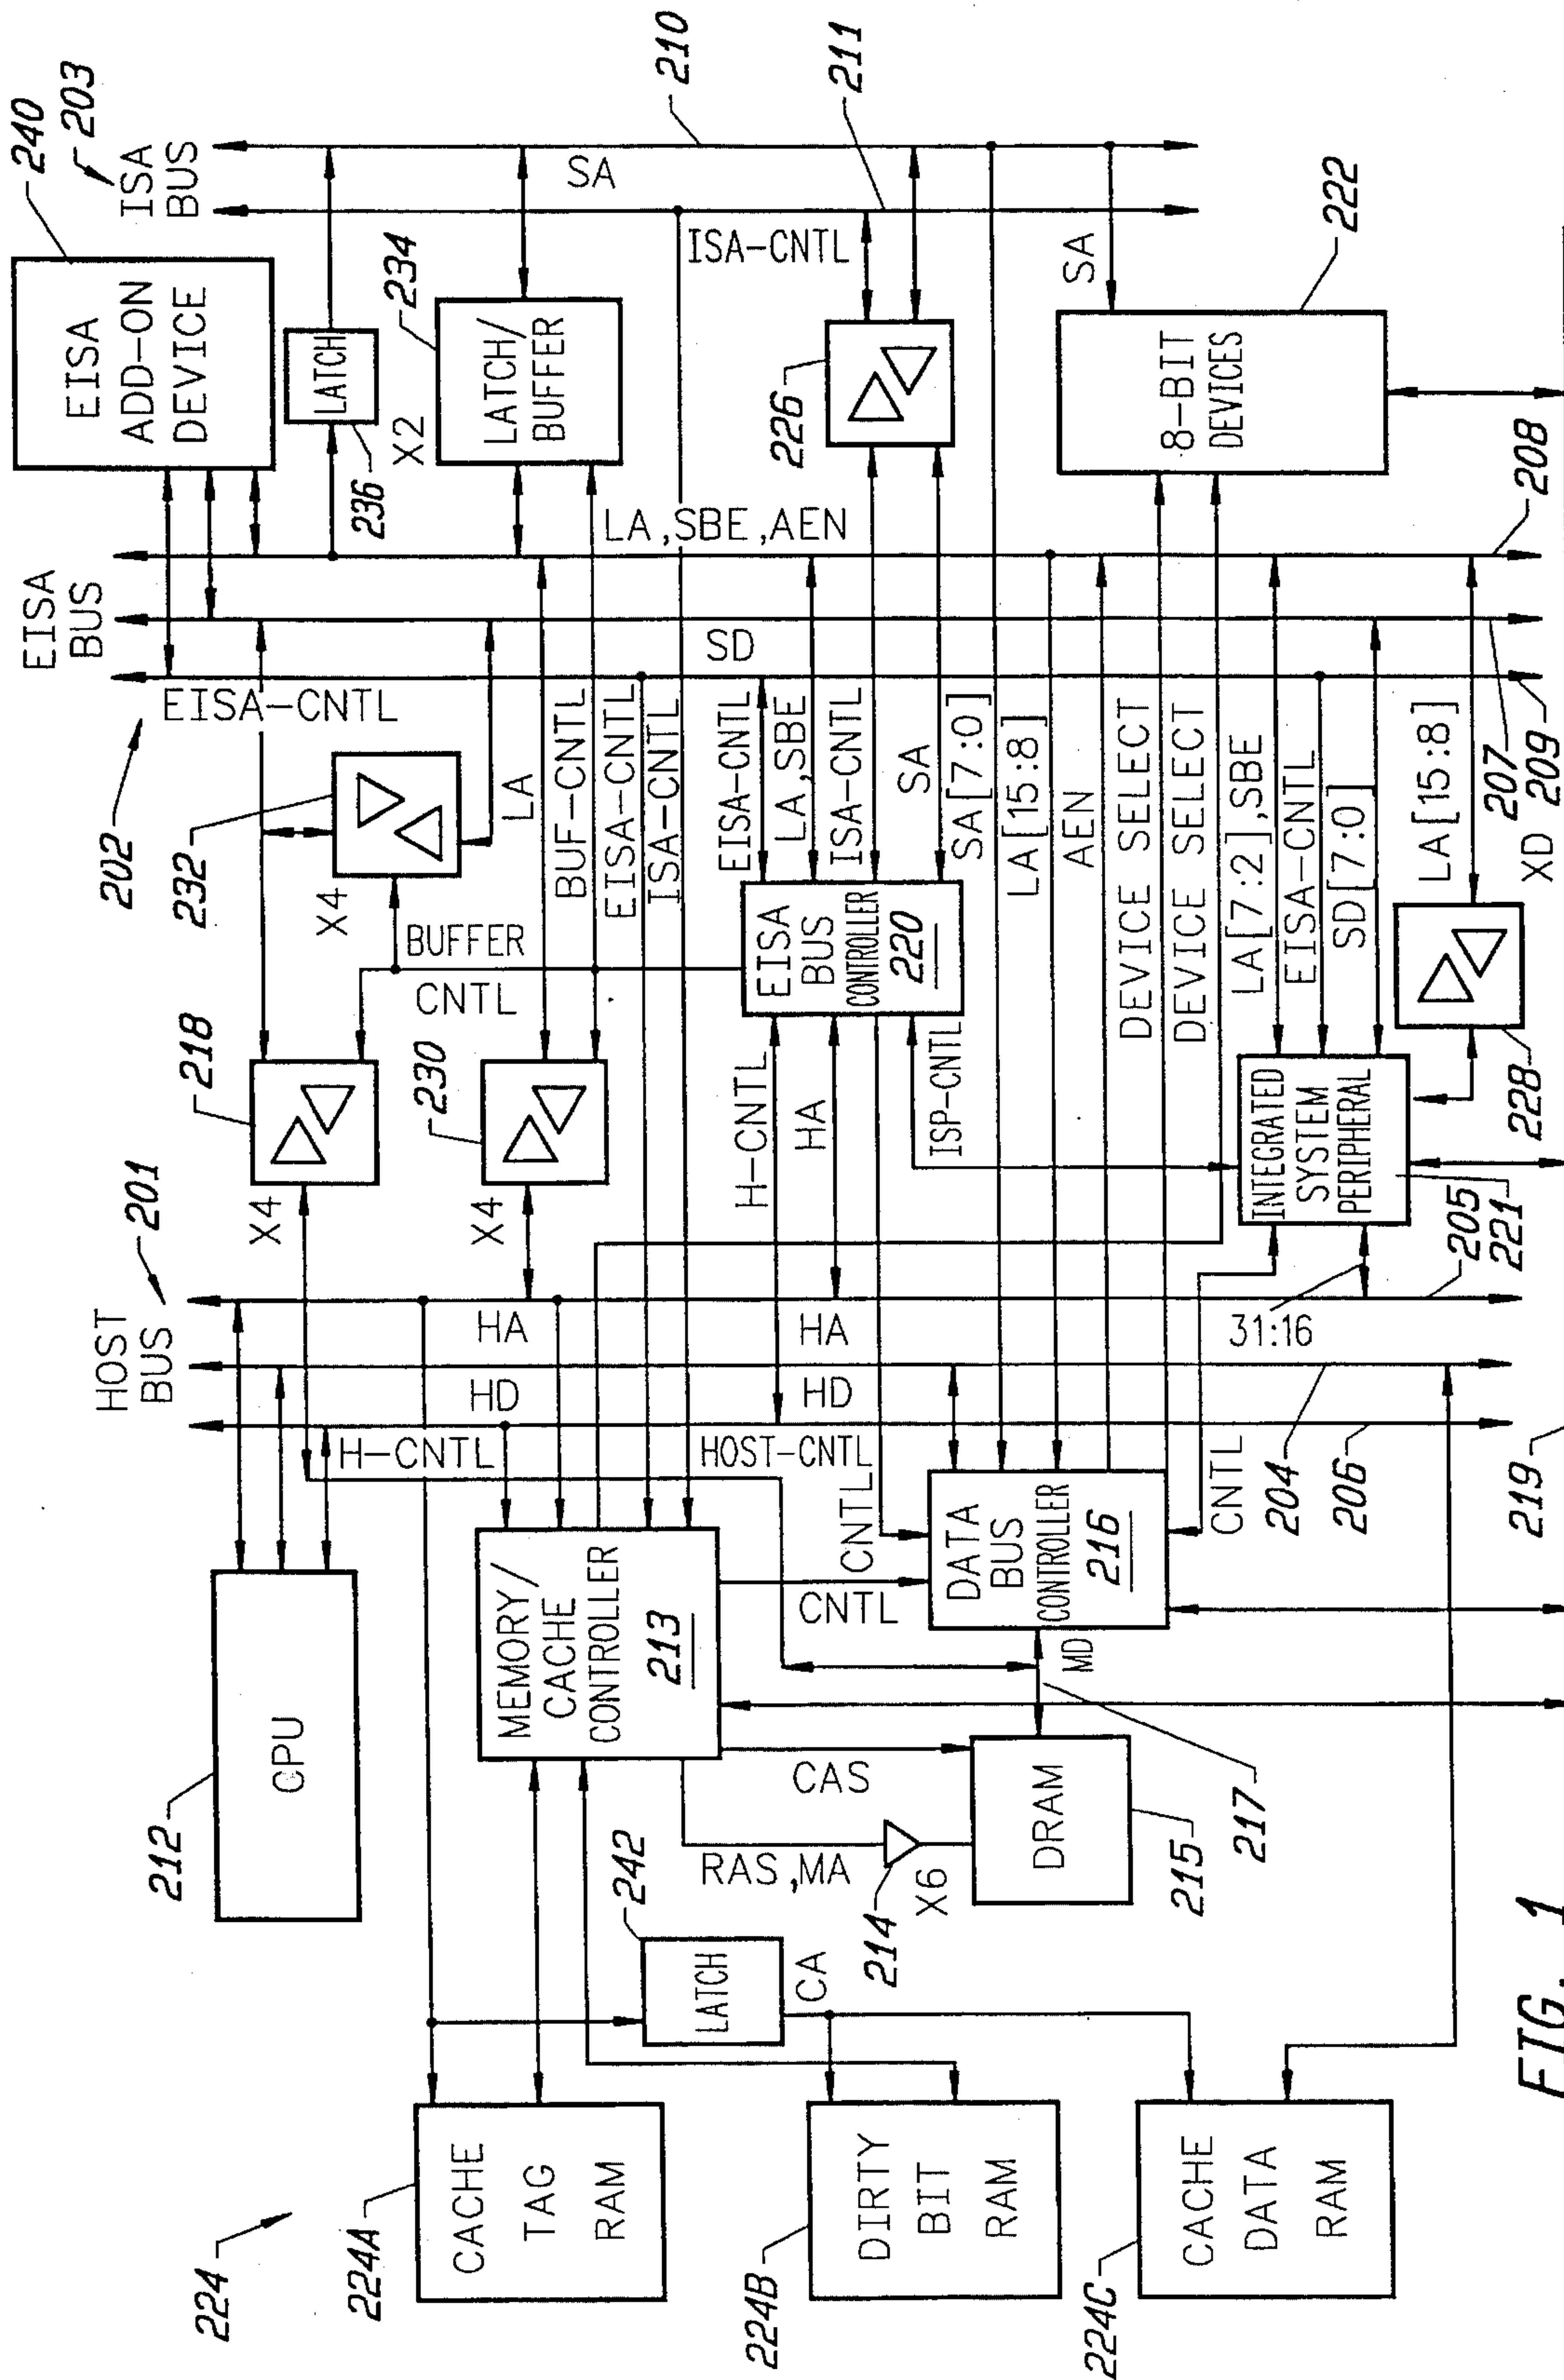 224
224A
CACHE
TAG
RAM
224B
DIRTY
BIT
RAM
224C
CACHE
DATA
RAM
212
CPU
242
LATCH
CA
214
X6
RAS,MA
CAS
DRAM
215
217
MD
MEMORY/
CACHE
CONTROLLER
213
CNTL
CNTL
DATA
BUS
CONTROLLER
216
CNTL
HOST
BUS
201
HA
HD
H-CNTL
HA
HD
HOST-CNTL
204
206
219
205
221
31:16
X4
218
X4
230
H-CNTL
HA
ISP-CNTL
INTEGRATED
SYSTEM
PERIPHERAL
228
BUFFER
CNTL
X4
232
202
EISA
BUS
CONTROLLER
220
LA
BUF-CNTL
EISA-CNTL
ISA-CNTL
EISA-CNTL
LA,SBE
ISA-CNTL
SA
SA[7:0]
LA[15:8]
AEN
DEVICE SELECT
DEVICE SELECT
LA[7:2],SBE
EISA-CNTL
SD[7:0]
LA[15:8]
EISA
BUS
EISA-CNTL
SD
LA,SBE,AEN
207
XD 209
208
EISA
ADD-ON
DEVICE
240
LATCH
236
X2
LATCH/
BUFFER
234
226
8-BIT
DEVICES
222
SA
ISA
BUS
203
SA
ISA-CNTL
210
211
FIG. 1